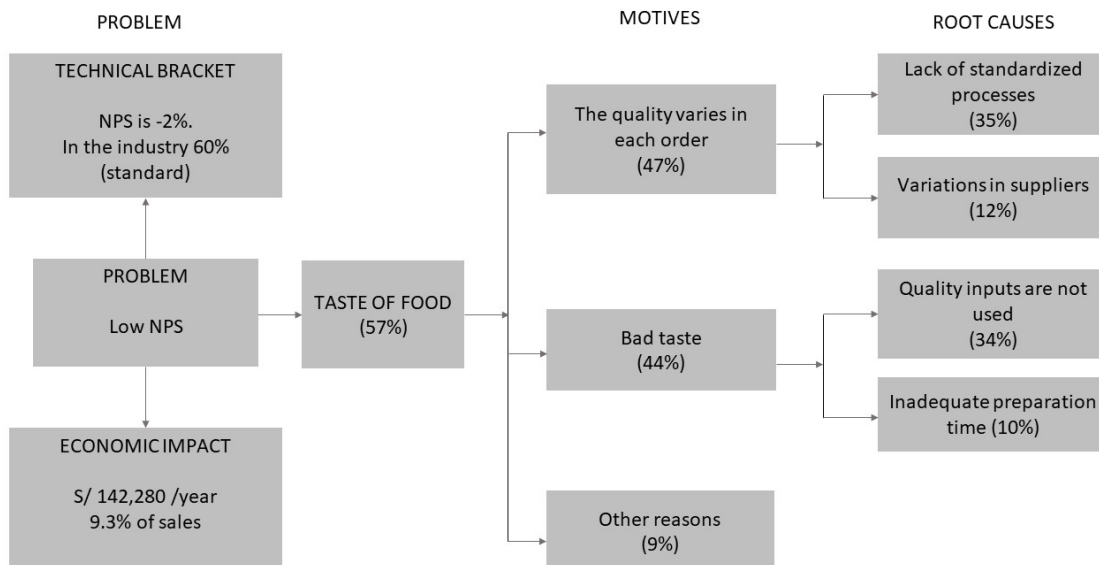 PROBLEM
MOTIVES
ROOT CAUSES
TECHNICAL BRACKET
NPS is -2%.
In the industry 60%
(standard)
PROBLEM
Low NPS
ECONOMIC IMPACT
S/ 142,280 /year
9.3% of sales
TASTE OF FOOD
(57%)
The quality varies in
each order
(47%)
Bad taste
(44%)
Other reasons
(9%)
Lack of standardized
processes
(35%)
Variations in suppliers
(12%)
Quality inputs are not
used
(34%)
Inadequate preparation
time (10%)